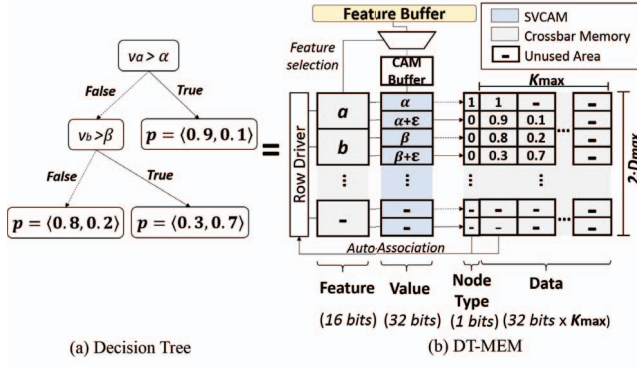 va > α
False
True
vb >β
p = ⟨0.9, 0.1⟩
False
True
p = ⟨0.8, 0.2⟩
p = ⟨0.3, 0.7⟩
(a) Decision Tree
=
Feature Buffer
Feature
selection
CAM
Buffer
SVCAM
Crossbar Memory
- Unused Area
Kmax
Row Driver
a
α
1 1 - -
α+ε
0 0.9 0.1 ... -
b
β
0 0.8 0.2 -
β+ε
0 0.3 0.7 -
⋮ ⋮ ⋮ ⋮ ⋮
-
-
- - - -
-
- - ... -
2·Dmax
Auto Association
Feature
Value
Node
Type
Data
(16 bits)
(32 bits)
(1 bits)
(32 bits x Kmax)
(b) DT-MEM